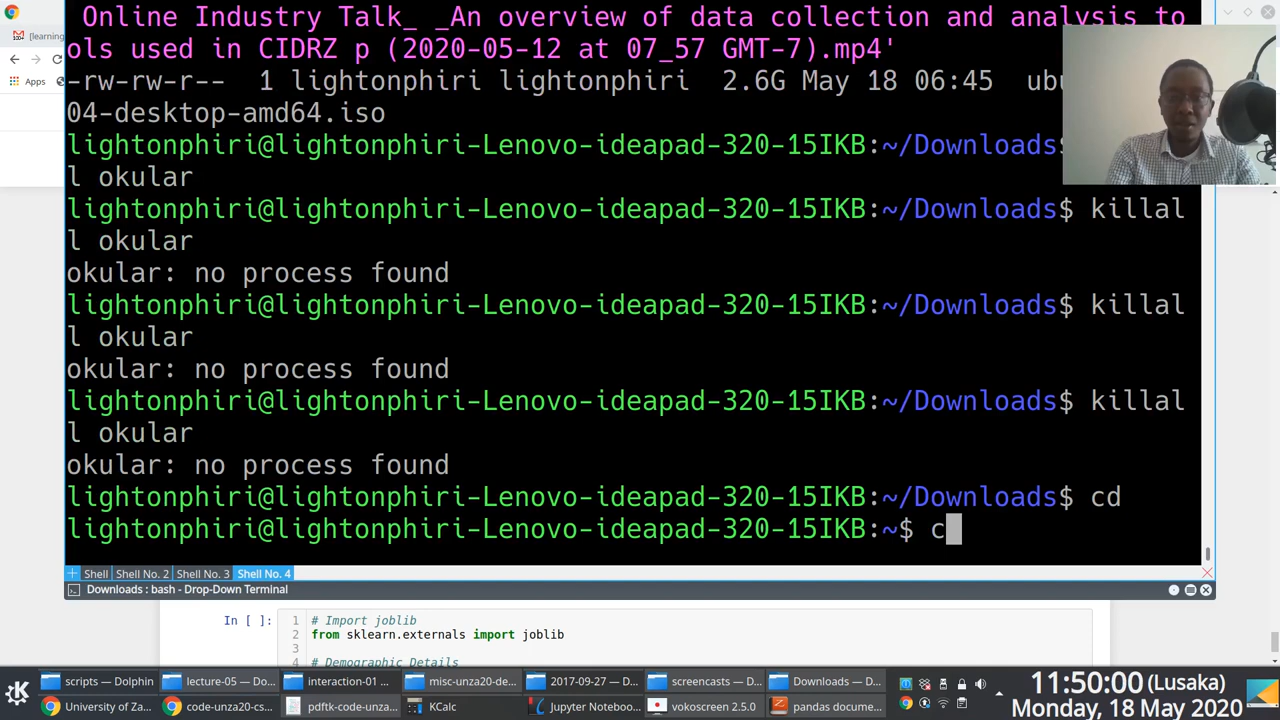 Online Industry Talk_ _An overview of data collection and analysis to
ols used in CIDRZ p (2020-05-12 at 07_57 GMT-7).mp4'
-rw-rw-r-- 1 lightonphiri lightonphiri 2.6G May 18 06:45
04-desktop-amd64.iso
lightonphiri@lightonphiri-Lenovo-ideapad-320-15IKB:~/Downloads
l okular
lightonphiri@lightonphiri-Lenovo-ideapad-320-15IKB:~/Downloads$ killal
l okular
okular: no process found
lightonphiri@lightonphiri-Lenovo-ideapad-320-15IKB:~/Downloads$ killal
l okular
okular: no process found
lightonphiri@lightonphiri-Lenovo-ideapad-320-15IKB:~/Downloads$ killal
l okular
okular: no process found
lightonphiri@lightonphiri-Lenovo-ideapad-320-15IKB:~/Downloads$ cd
lightonphiri@lightonphiri-Lenovo-ideapad-320-15IKB:~$ c
[learning
Apps
Shell Shell No. 2 Shell No. 3 Shell No. 4
Downloads : bash - Drop-Down Terminal
In [ ]:
1 # Import joblib
2 from sklearn.externals import joblib
3
4 # Demographic Details
scripts — Dolphin lecture-05 — Do... interaction-01 ... misc-unza20-de... 2017-09-27 — D... screencasts — D... Downloads — D...
University of Za... code-unza20-cs... pdftk-code-unza... KCalc Jupyter Noteboo... vokoscreen 2.5.0 pandas docume...
11:50:00 (Lusaka)
Monday, 18 May 2020